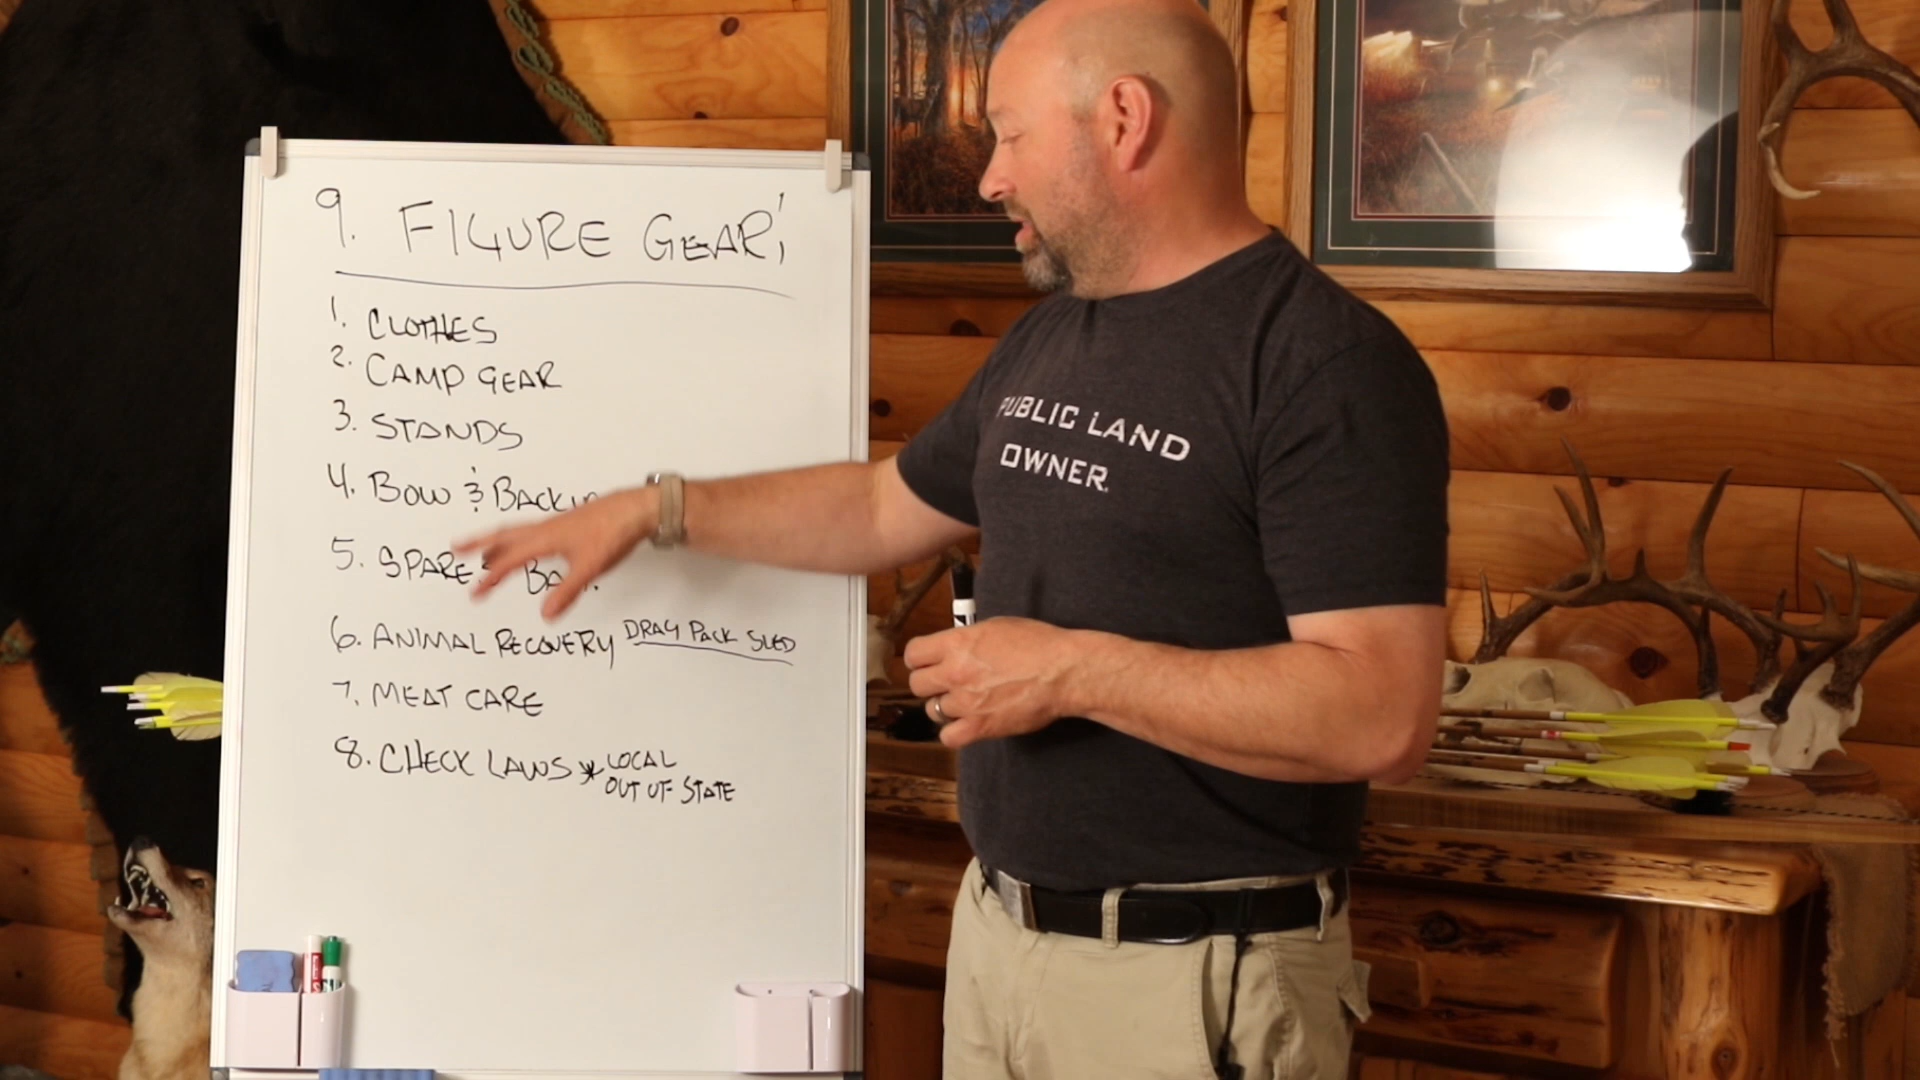 9. FIGURE GEAR:
1. CLOTHES
2. CAMP GEAR
3. STANDS
4. BOW &
5. SPARE
6. ANIMAL RECOVERY DRAG PACK SLED
7. MEAT CARE
8. CHECK LAWS * LOCAL
OUT OF STATE
PUBLIC LAND
OWNER